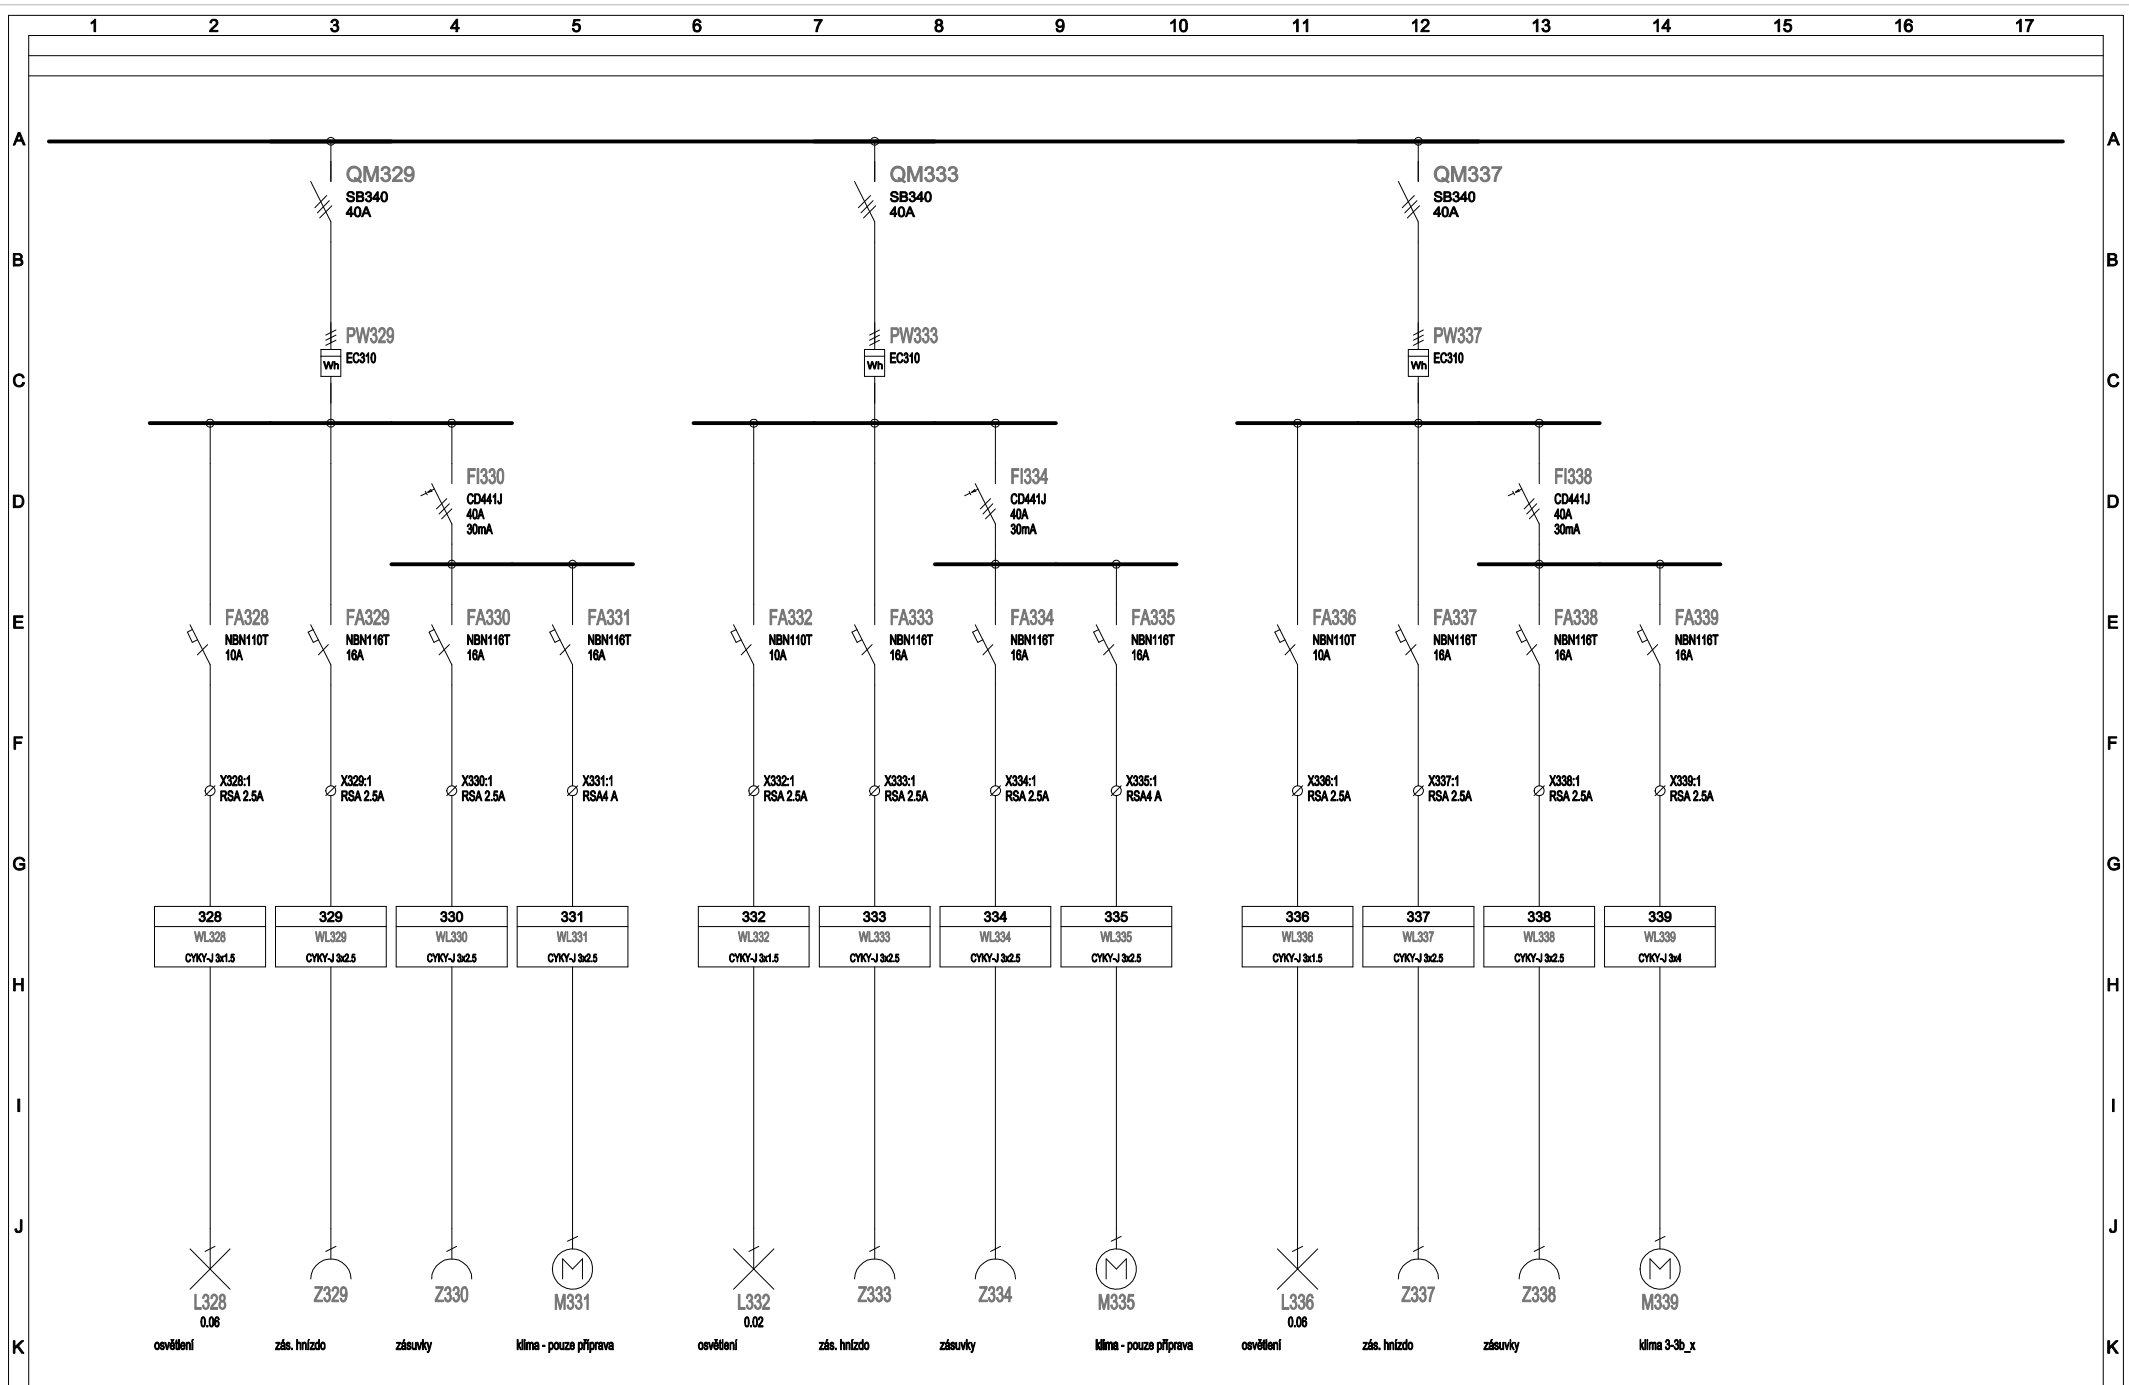 1 2 3 4 5 6 7 8 9 10 11 12 13 14 15 16 17
A A
QM329 QM333 QM337
SB340 SB340 SB340
40A 40A 40A
B B
PW329 PW333 PW337
EC310 EC310 EC310
Wh Wh Wh
C C
FI330 FI334 FI338
CD441J CD441J CD441J
D D
40A 40A 40A
30mA 30mA 30mA
FA328 FA329 FA330 FA331 FA332 FA333 FA334 FA335 FA336 FA337 FA338 FA339
E E
NBN110T NBN116T NBN116T NBN116T NBN110T NBN116T NBN116T NBN116T NBN110T NBN116T NBN116T NBN116T
10A 16A 16A 16A 10A 16A 16A 16A 10A 16A 16A 16A
F F
X328:1 X329:1 X330:1 X331:1 X332:1 X333:1 X334:1 X335:1 X336:1 X337:1 X338:1 X339:1
RSA 2.5A RSA 2.5A RSA 2.5A RSA4 A RSA 2.5A RSA 2.5A RSA 2.5A RSA4 A RSA 2.5A RSA 2.5A RSA 2.5A RSA 2.5A
G G
328 329 330 331 332 333 334 335 336 337 338 339
WL328 WL329 WL330 WL331 WL332 WL333 WL334 WL335 WL336 WL337 WL338 WL339
CYKY-J 3x1.5 CYKY-J 3x2.5 CYKY-J 3x2.5 CYKY-J 3x2.5 CYKY-J 3x1.5 CYKY-J 3x2.5 CYKY-J 3x2.5 CYKY-J 3x2.5 CYKY-J 3x1.5 CYKY-J 3x2.5 CYKY-J 3x2.5 CYKY-J 3x4
H H
I I
J J
M M M
L328 Z329 Z330 M331 L332 Z333 Z334 M335 L336 Z337 Z338 M339
0.06 0.02 0.06
K K
osvětlení zás. hnízdo zásuvky klima - pouze příprava osvětlení zás. hnízdo zásuvky klima - pouze příprava osvětlení zás. hnízdo zásuvky klima 3-3b_x